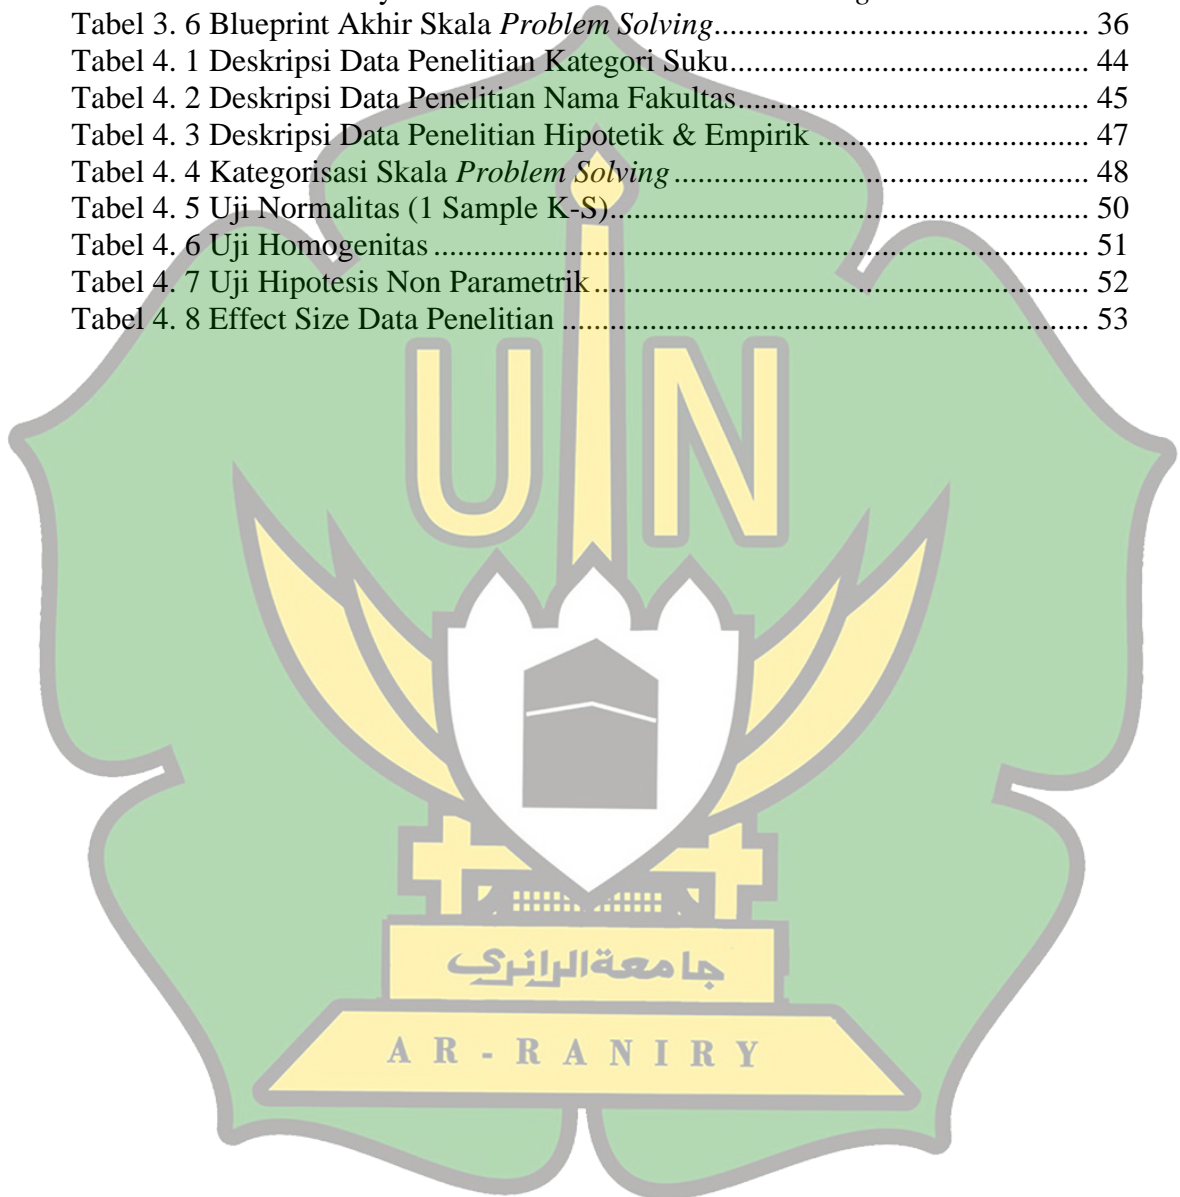 Tabel 3. 6 Blueprint Akhir Skala Problem Solving............................................... 36
Tabel 4. 1 Deskripsi Data Penelitian Kategori Suku............................................. 44
Tabel 4. 2 Deskripsi Data Penelitian Nama Fakultas............................................ 45
Tabel 4. 3 Deskripsi Data Penelitian Hipotetik & Empirik .................................. 47
Tabel 4. 4 Kategorisasi Skala Problem Solving .................................................... 48
Tabel 4. 5 Uji Normalitas (1 Sample K-S)............................................................ 50
Tabel 4. 6 Uji Homogenitas .................................................................................. 51
Tabel 4. 7 Uji Hipotesis Non Parametrik .............................................................. 52
Tabel 4. 8 Effect Size Data Penelitian .................................................................. 53
UIN
جامعةالرانري
AR-RANIRY